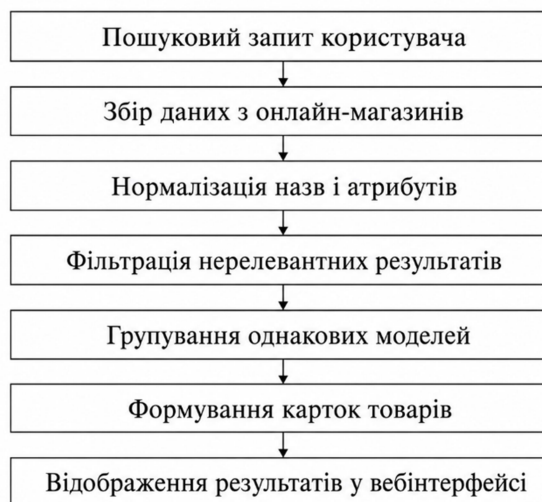 Пошуковий запит користувача
Збір даних з онлайн-магазинів
Нормалізація назв і атрибутів
Фільтрація нерелевантних результатів
Групування однакових моделей
Формування карток товарів
Відображення результатів у вебінтерфейсі